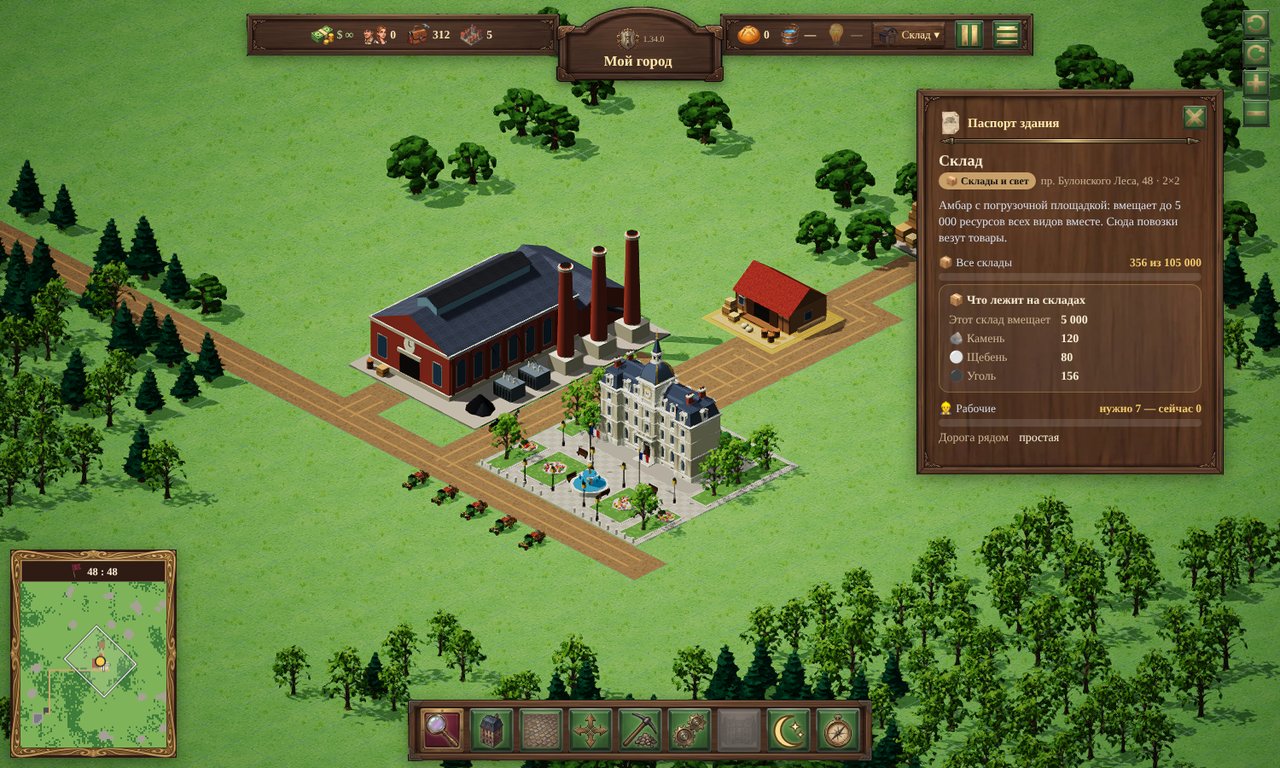 $ ∞ 0 312 5
1.34.0
Мой город
0 — — Склад ▾
Паспорт здания
Склад
Склады и свет пр. Булонского Леса, 48 · 2×2
Амбар с погрузочной площадкой: вмещает до 5
000 ресурсов всех видов вместе. Сюда повозки
везут товары.
Все склады 356 из 105 000
Что лежит на складах
Этот склад вмещает 5 000
Камень 120
Щебень 80
Уголь 156
Рабочие нужно 7 — сейчас 0
Дорога рядом простая
48 : 48